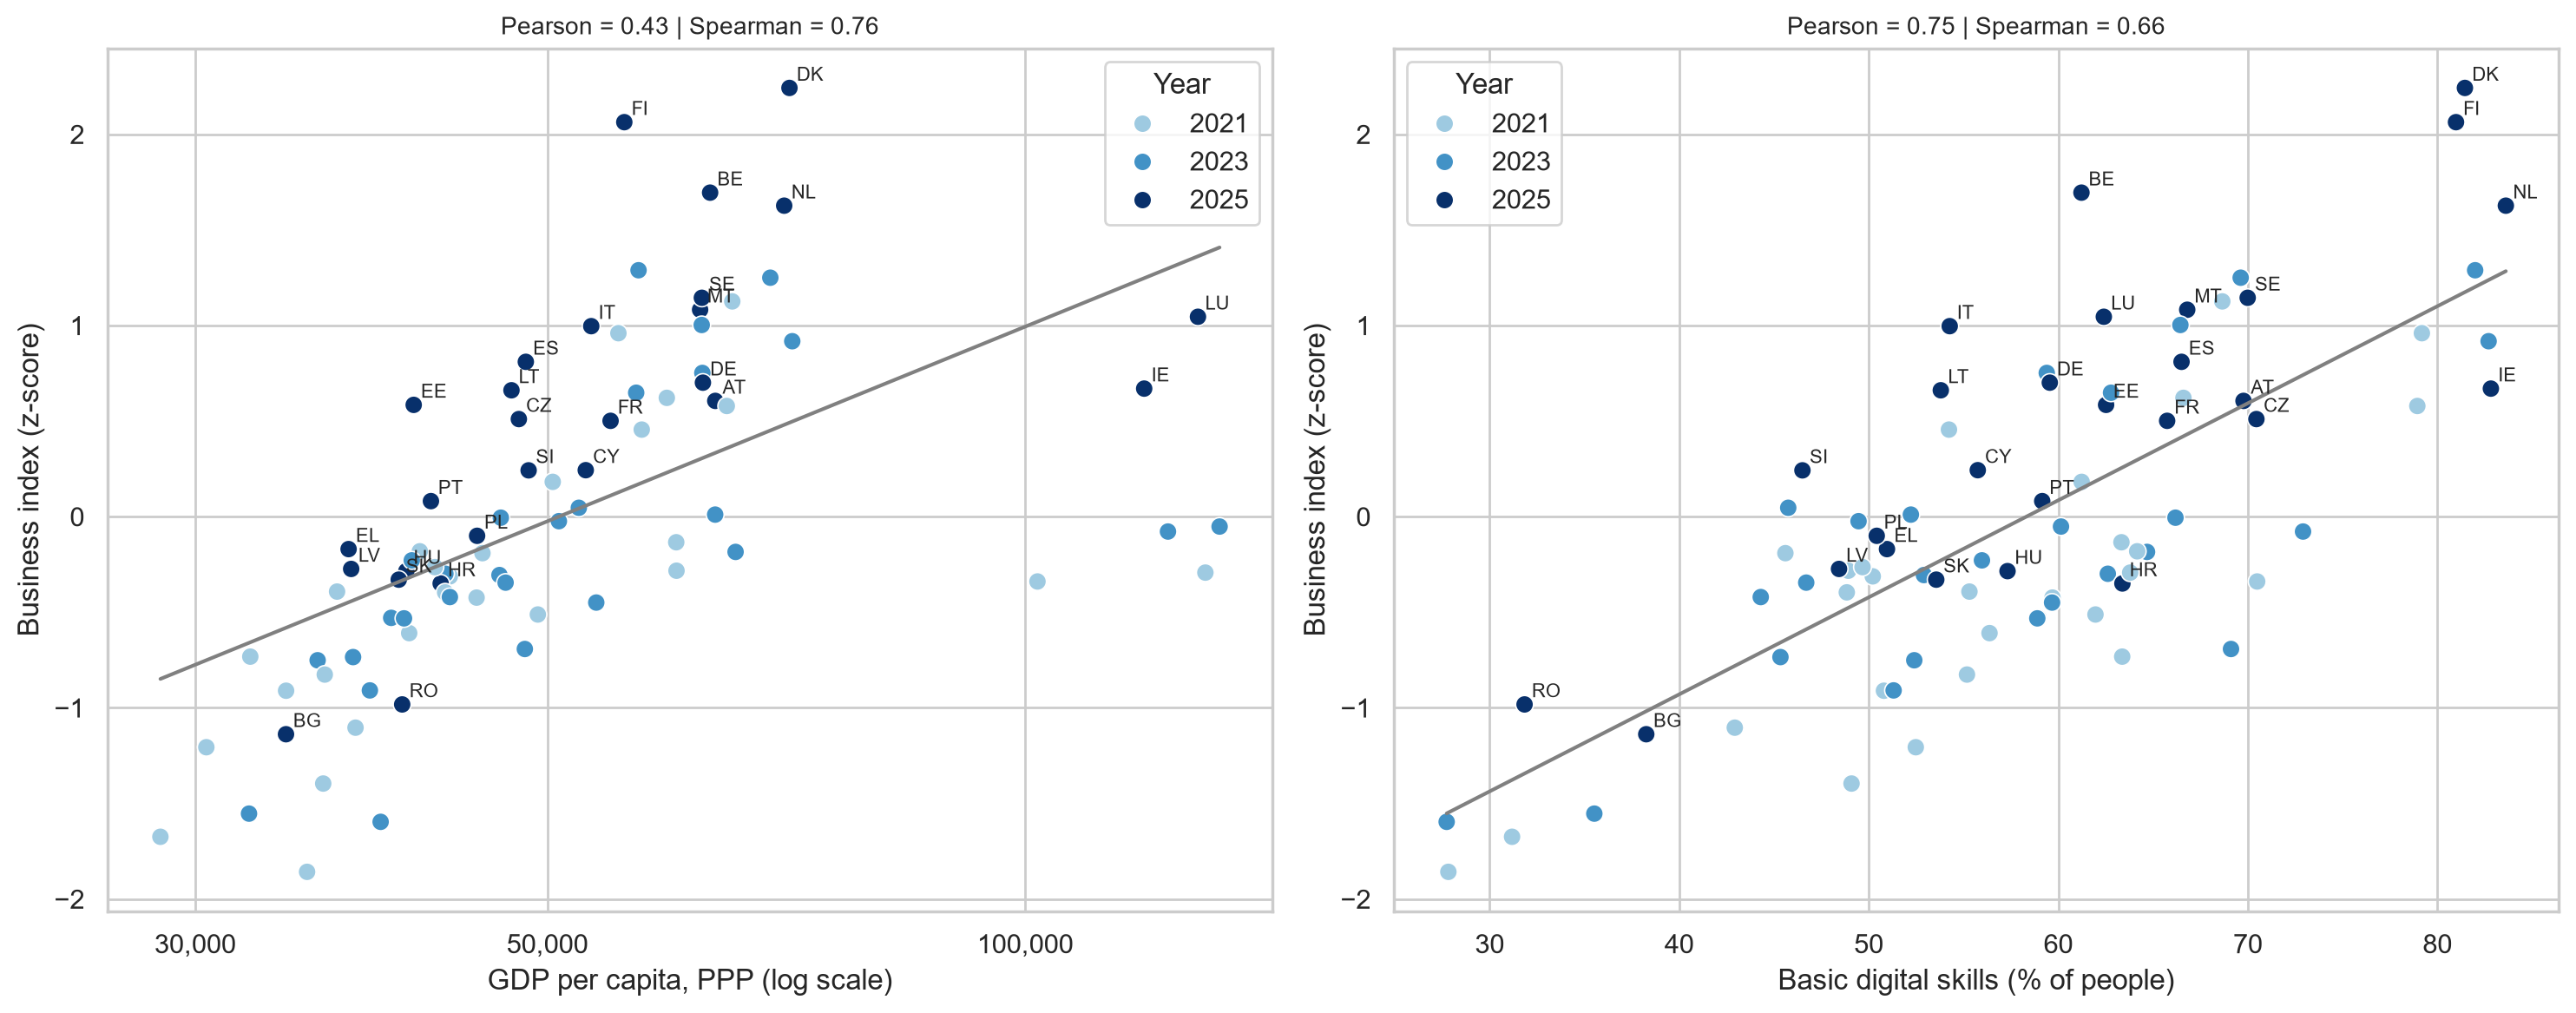 Pearson = 0.43 | Spearman = 0.76
Business index (z-score)
2
1
0
−1
−2
30,000
50,000
100,000
GDP per capita, PPP (log scale)
Year
2021
2023
2025
DK
FI
BE
NL
SE
MT
IT
LU
ES
DE
LT
IE
EE
AT
CZ
FR
SI
CY
PT
PL
EL
LV
HU
SK
HR
RO
BG
Pearson = 0.75 | Spearman = 0.66
Business index (z-score)
2
1
0
−1
−2
30
40
50
60
70
80
Basic digital skills (% of people)
Year
2021
2023
2025
DK
FI
BE
NL
SE
MT
LU
IT
ES
DE
LT
IE
EE
AT
CZ
FR
SI
CY
PT
PL
EL
LV
SK
HU
HR
RO
BG